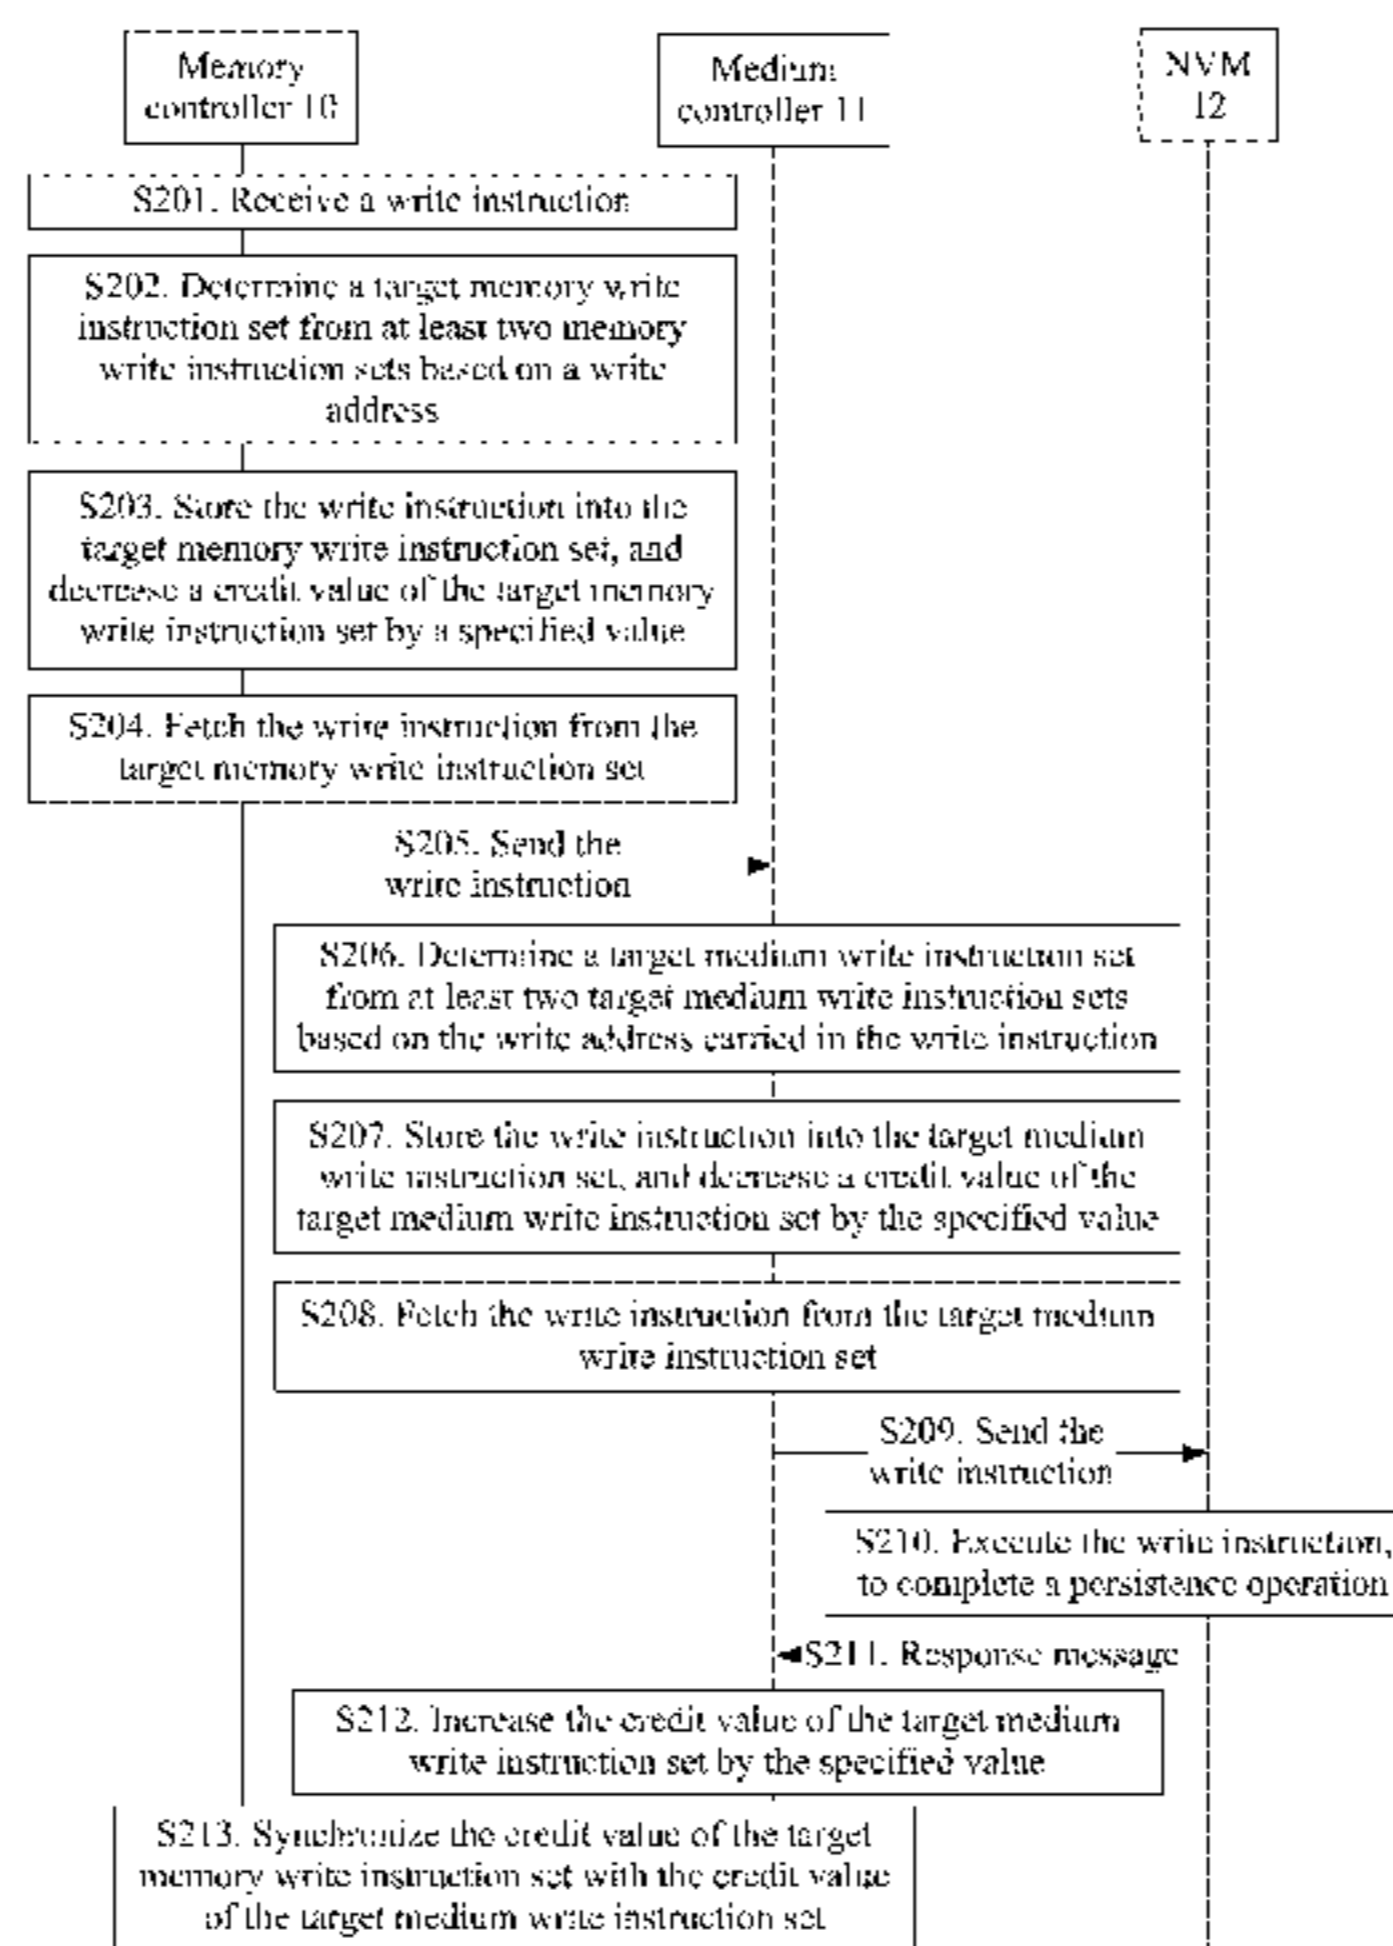 Memory
controller 10
Medium
controller 11
NVM
12
S201. Receive a write instruction
S202. Determine a target memory write
instruction set from at least two memory
write instruction sets based on a write
address
S203. Store the write instruction into the
target memory write instruction set, and
decrease a credit value of the target memory
write instruction set by a specified value
S204. Fetch the write instruction from the
target memory write instruction set
S205. Send the
write instruction
S206. Determine a target medium write instruction set
from at least two target medium write instruction sets
based on the write address carried in the write instruction
S207. Store the write instruction into the target medium
write instruction set, and decrease a credit value of the
target medium write instruction set by the specified value
S208. Fetch the write instruction from the target medium
write instruction set
S209. Send the
write instruction
S210. Execute the write instruction,
to complete a persistence operation
S211. Response message
S212. Increase the credit value of the target medium
write instruction set by the specified value
S213. Synchronize the credit value of the target
memory write instruction set with the credit value
of the target medium write instruction set